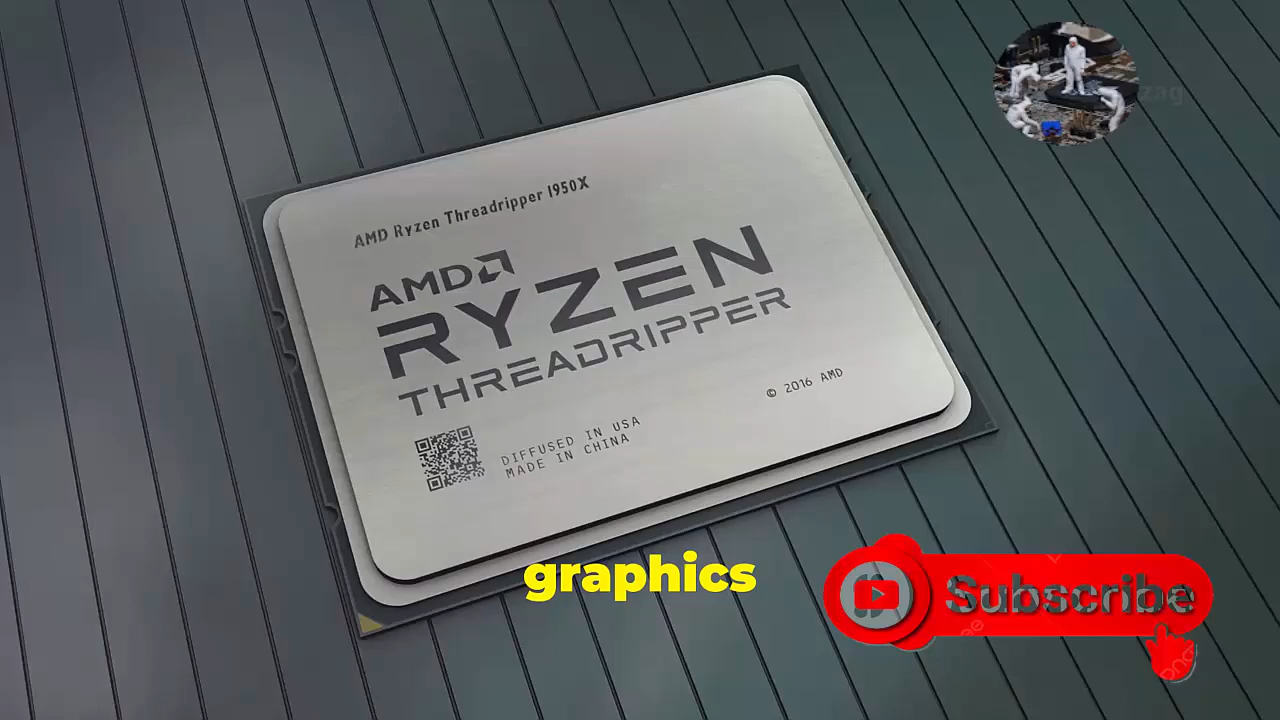 AMD Ryzen Threadripper 1950X
AMD
RYZEN
THREADRIPPER
© 2016 AMD
DIFFUSED IN USA
MADE IN CHINA
graphics
Subscribe